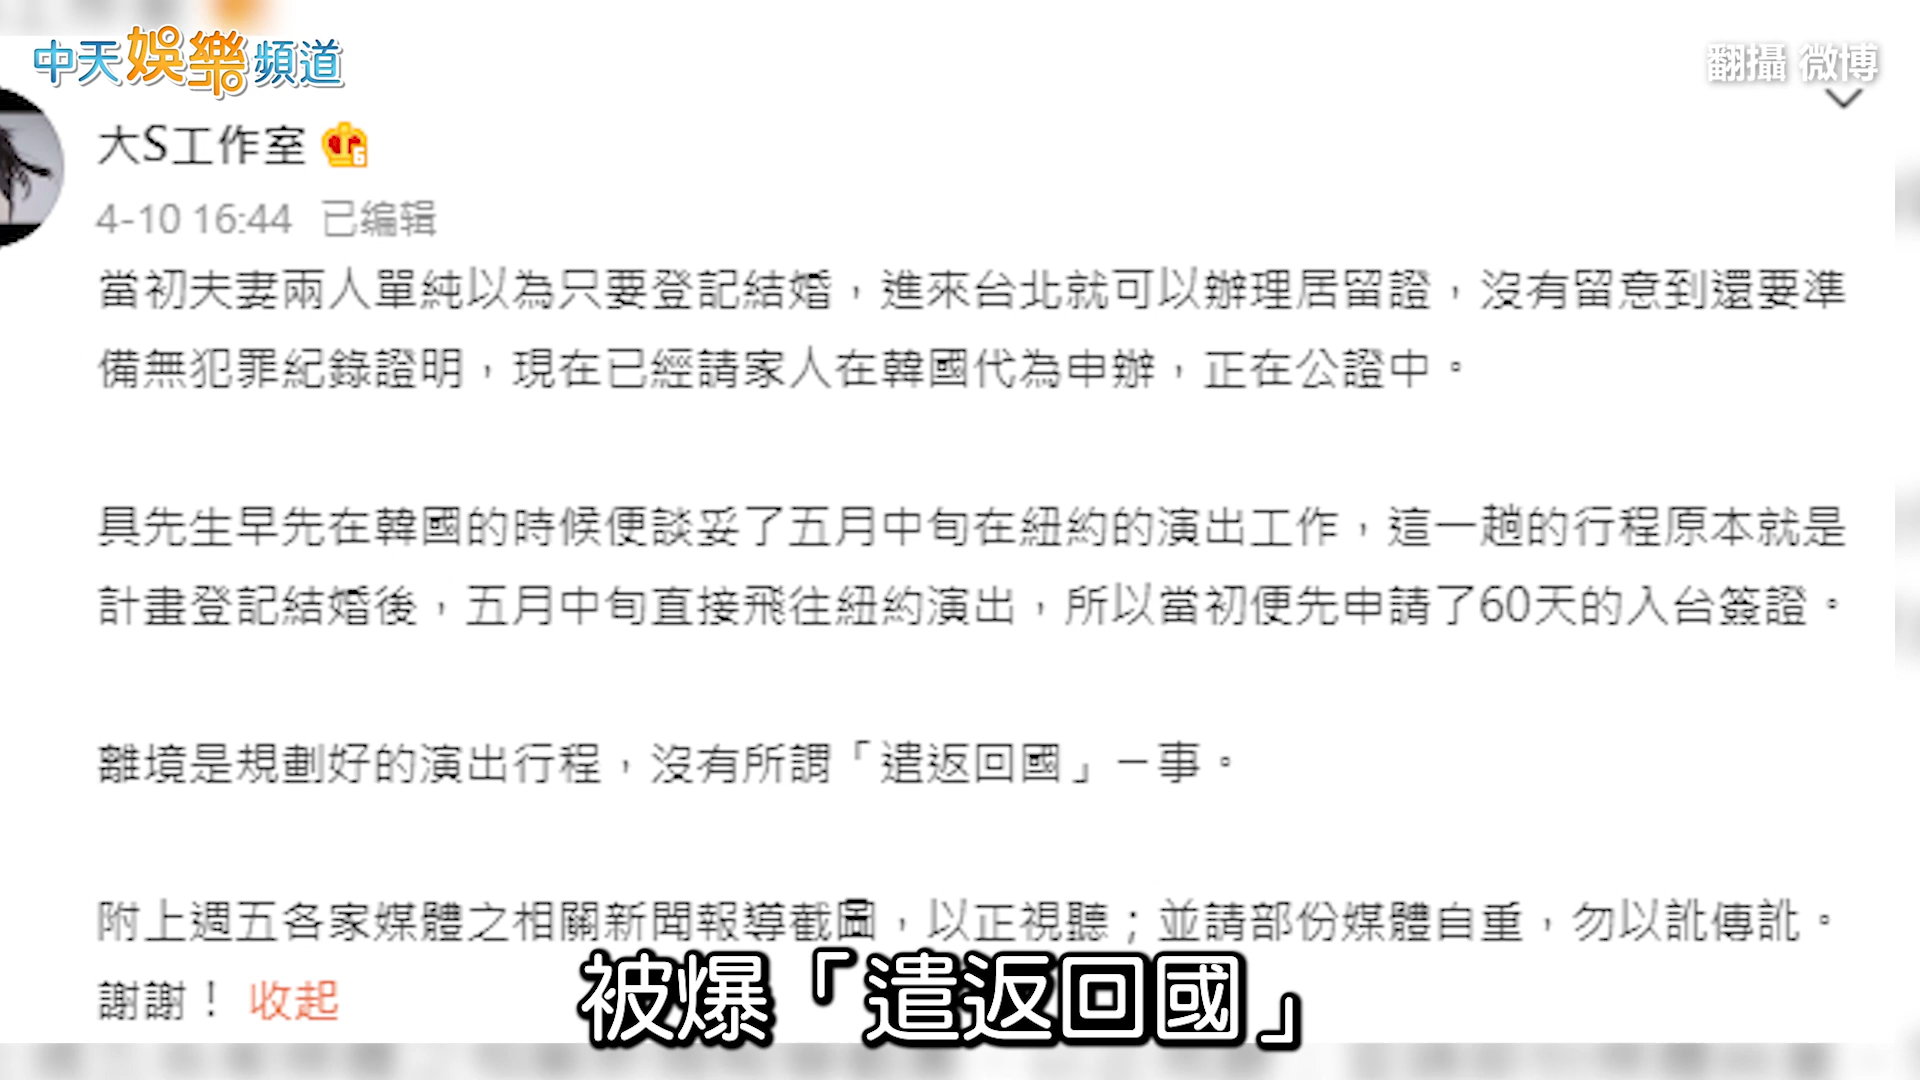 中天娛樂頻道
翻攝 微博
大S工作室
4-10 16:44 已编辑
當初夫妻兩人單純以為只要登記結婚，進來台北就可以辦理居留證，沒有留意到還要準
備無犯罪紀錄證明，現在已經請家人在韓國代為申辦，正在公證中。
具先生早先在韓國的時候便談妥了五月中旬在紐約的演出工作，這一趟的行程原本就是
計畫登記結婚後，五月中旬直接飛往紐約演出，所以當初便先申請了60天的入台簽證。
離境是規劃好的演出行程，沒有所謂「遣返回國」一事。
附上週五各家媒體之相關新聞報導截圖，以正視聽；並請部份媒體自重，勿以訛傳訛。
謝謝！ 收起
被爆「遣返回國」